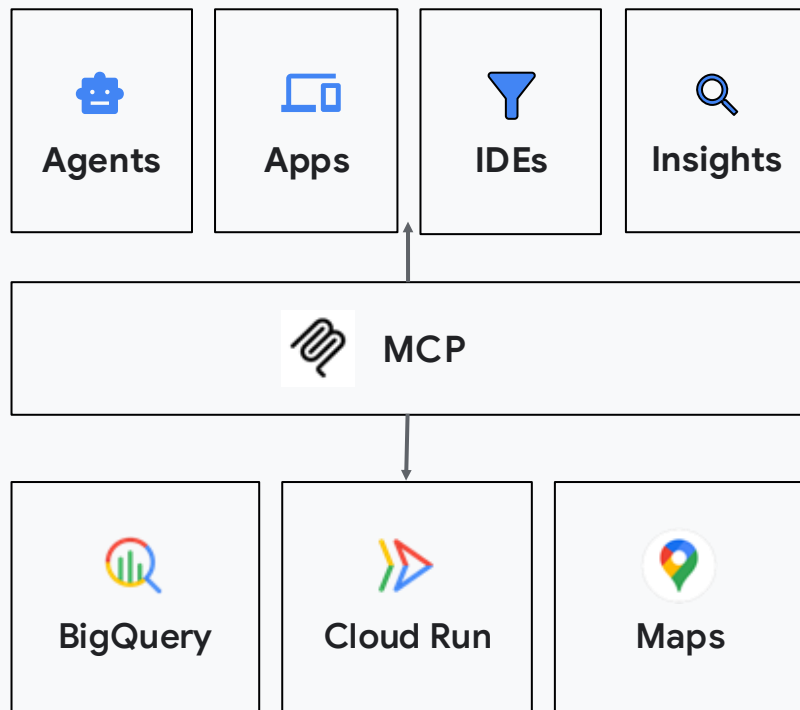 Agents
Apps
IDEs
Insights
MCP
BigQuery
Cloud Run
Maps